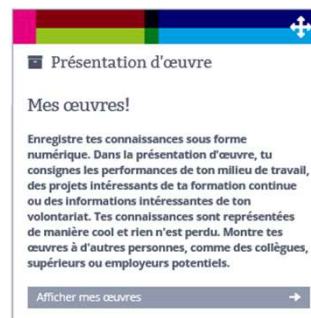 Présentation d'œuvre
Mes œuvres!
Enregistre tes connaissances sous forme
numérique. Dans la présentation d'œuvre, tu
consignes les performances de ton milieu de travail,
des projets intéressants de ta formation continue
ou des informations intéressantes de ton
volontariat. Tes connaissances sont représentées
de manière cool et rien n'est perdu. Montre tes
œuvres à d'autres personnes, comme des collègues,
supérieurs ou employeurs potentiels.
Afficher mes œuvres